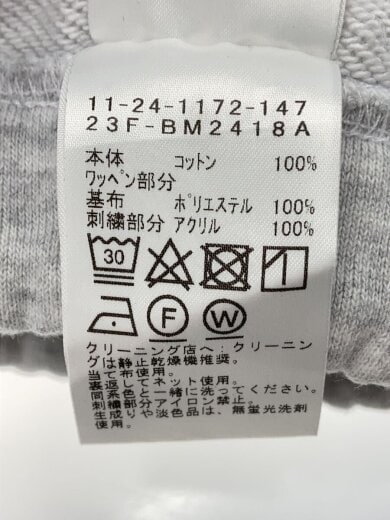 11-24-1172-147
23F-BM2418A
本体 コットン 100%
ワッペン部分
基布 ポリエステル 100%
刺繍部分 アクリル 100%
30
F W
クリーニング店へ:クリーニン
グは静止乾燥機推奨。
当て布使用。
裏返してネット使用。
同系色と一緒に洗ってください。
刺繍部分アイロン禁止。
生成りや淡色品は、無蛍光洗剤
使用。